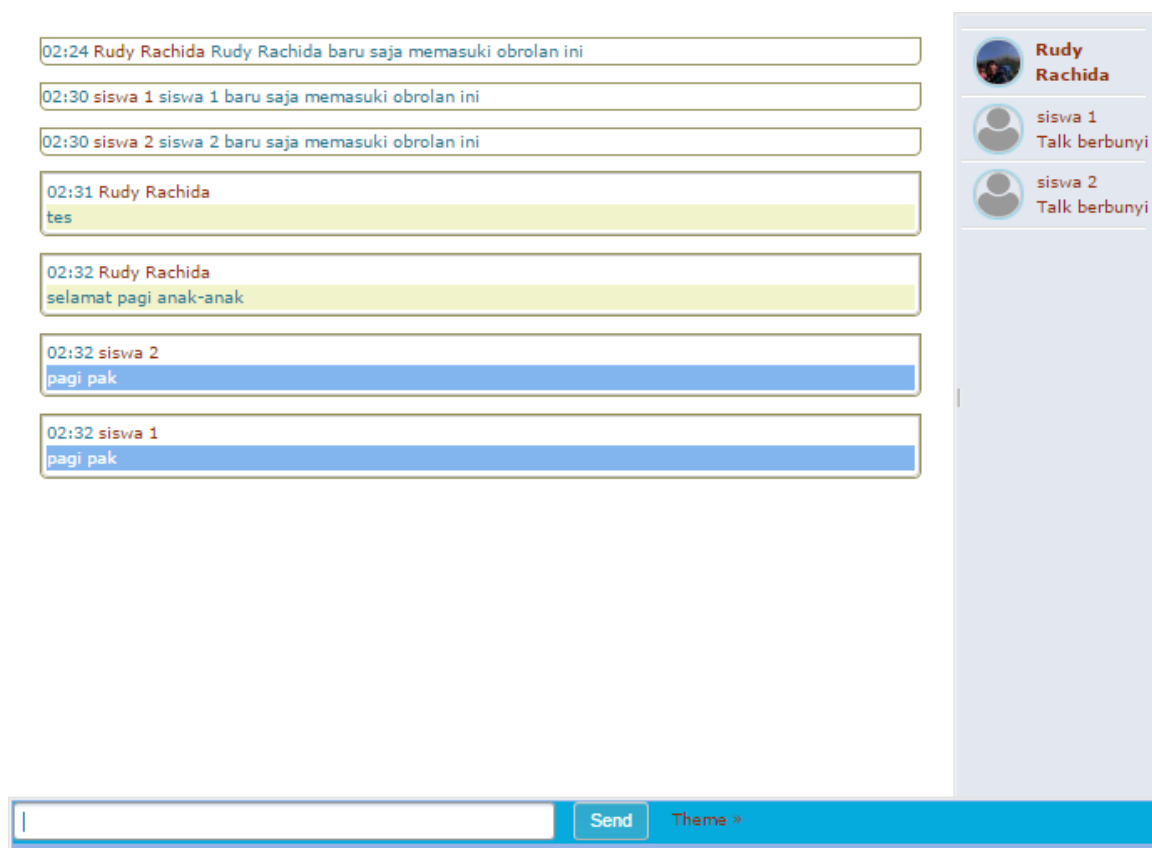 02:24 Rudy Rachida Rudy Rachida baru saja memasuki obrolan ini
02:30 siswa 1 siswa 1 baru saja memasuki obrolan ini
02:30 siswa 2 siswa 2 baru saja memasuki obrolan ini
02:31 Rudy Rachida
tes
02:32 Rudy Rachida
selamat pagi anak-anak
02:32 siswa 2
pagi pak
02:32 siswa 1
pagi pak
Rudy
Rachida
siswa 1
Talk berbunyi
siswa 2
Talk berbunyi
Send
Theme »